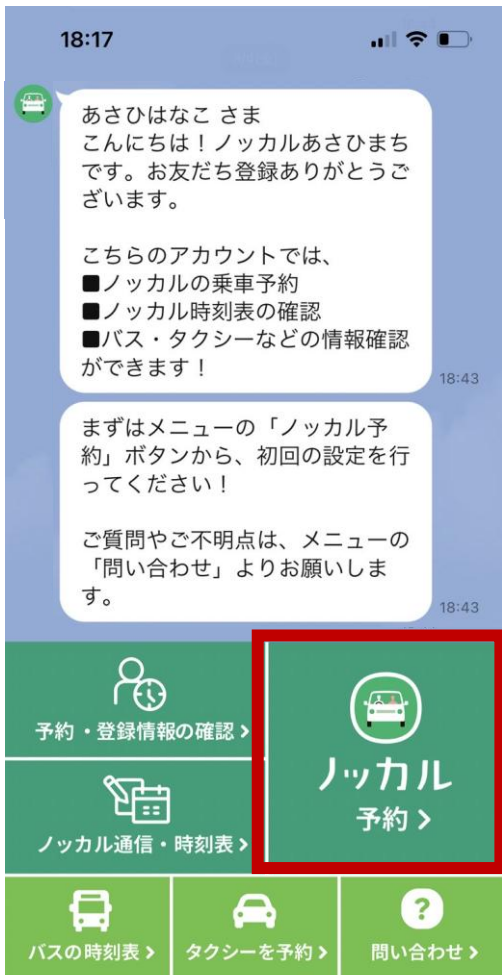 18:17
あさひはなこ さま
こんにちは！ノッカルあさひまち
です。お友だち登録ありがとうご
ざいます。
こちらのアカウントでは、
■ノッカルの乗車予約
■ノッカル時刻表の確認
■バス・タクシーなどの情報確認
ができます！
18:43
まずはメニューの「ノッカル予
約」ボタンから、初回の設定を行
ってください！
ご質問やご不明点は、メニューの
「問い合わせ」よりお願いしま
す。
18:43
予約・登録情報の確認 >
ノッカル
予約 >
ノッカル通信・時刻表 >
バスの時刻表 >
タクシーを予約 >
?
問い合わせ >